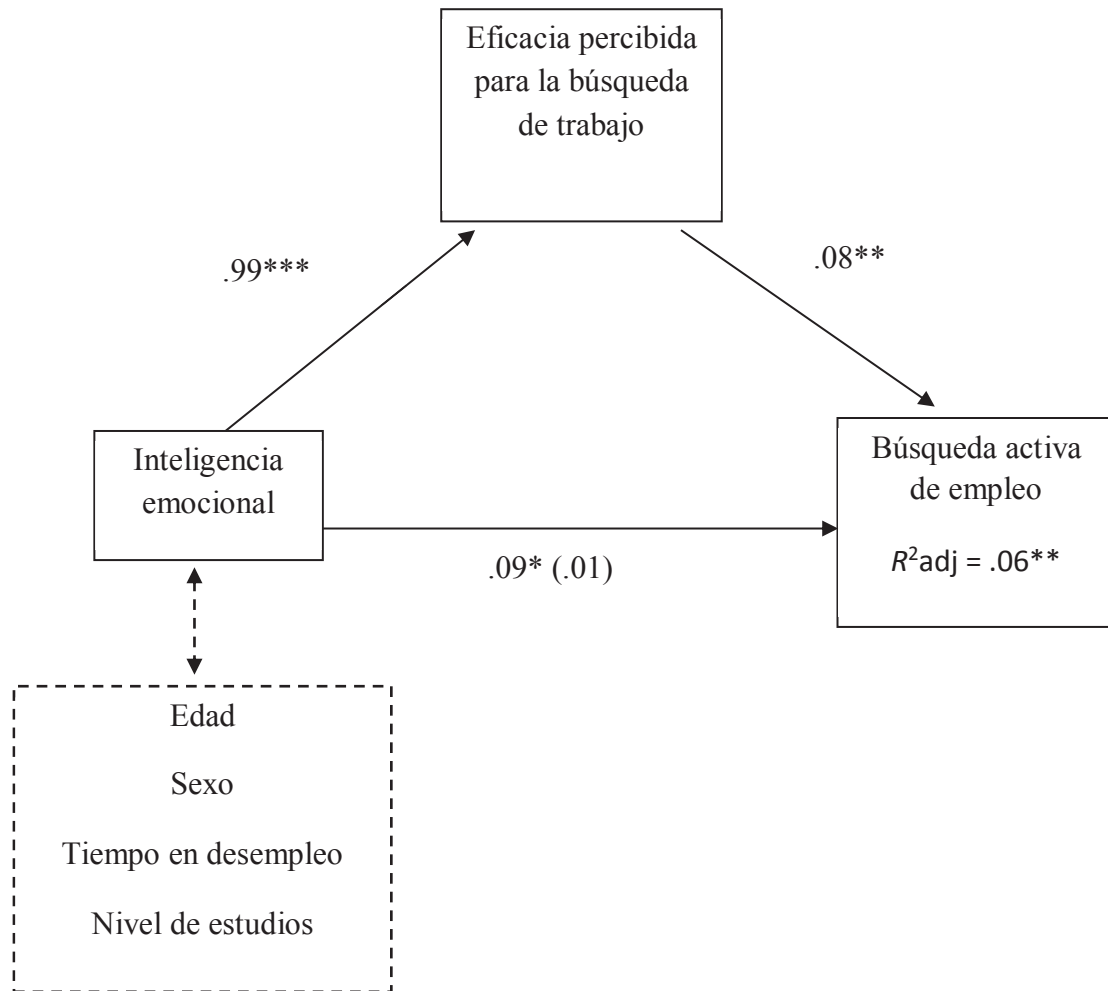 Eficacia percibida
para la búsqueda
de trabajo
.99***
.08**
Inteligencia
emocional
Búsqueda activa
de empleo
R²adj = .06**
.09* (.01)
Edad
Sexo
Tiempo en desempleo
Nivel de estudios